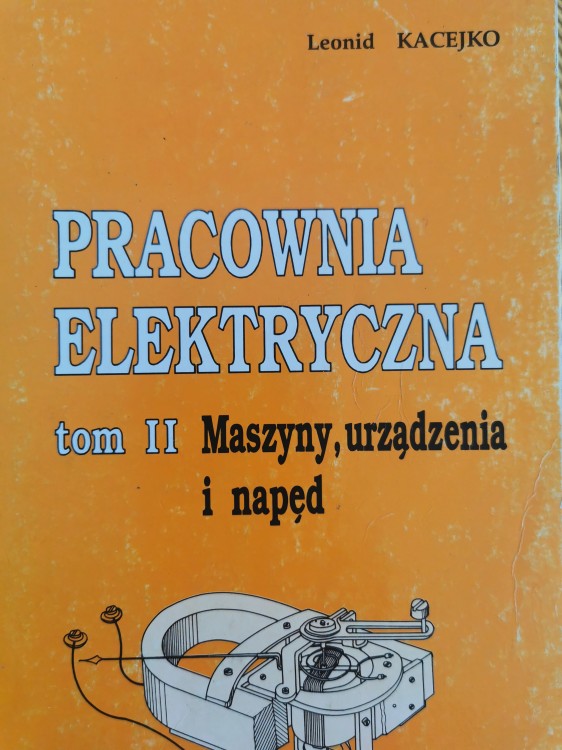 Leonid KACEJKO
PRACOWNIA
ELEKTRYCZNA
tom II Maszyny, urządzenia
i napęd